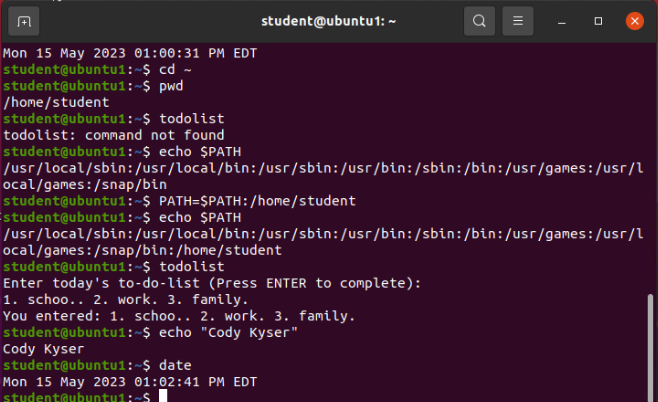 student@ubuntu1: ~
Mon 15 May 2023 01:00:31 PM EDT
student@ubuntu1:~$ cd ~
student@ubuntu1:~$ pwd
/home/student
student@ubuntu1:~$ todolist
todolist: command not found
student@ubuntu1:~$ echo $PATH
/usr/local/sbin:/usr/local/bin:/usr/sbin:/usr/bin:/sbin:/bin:/usr/games:/usr/l
ocal/games:/snap/bin
student@ubuntu1:~$ PATH=$PATH:/home/student
student@ubuntu1:~$ echo $PATH
/usr/local/sbin:/usr/local/bin:/usr/sbin:/usr/bin:/sbin:/bin:/usr/games:/usr/l
ocal/games:/snap/bin:/home/student
student@ubuntu1:~$ todolist
Enter today's to-do-list (Press ENTER to complete):
1. schoo.. 2. work. 3. family.
You entered: 1. schoo.. 2. work. 3. family.
student@ubuntu1:~$ echo "Cody Kyser"
Cody Kyser
student@ubuntu1:~$ date
Mon 15 May 2023 01:02:41 PM EDT
student@ubuntu1:~$